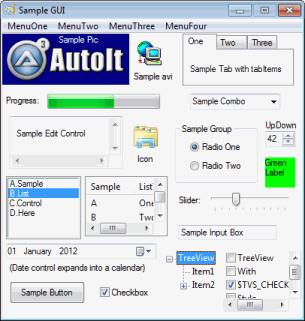 Sample GUI
MenuOne MenuTwo MenuThree MenuFour
Sample Pic
AutoIt
3
Sample avi
One Two Three
Sample Tab with tabItems
Progress:
Sample Combo
Sample Edit Control
Icon
Sample Group
Radio One
Radio Two
UpDown
42
Green
Label
A.Sample
B.List
C.Control
D.Here
Sample List
A One
B Two
Slider:
Sample Input Box
01 January 2012
(Date control expands into a calendar)
TreeView
Item1
Item2
TreeView
With
$TVS_CHECK
Style
Sample Button
Checkbox